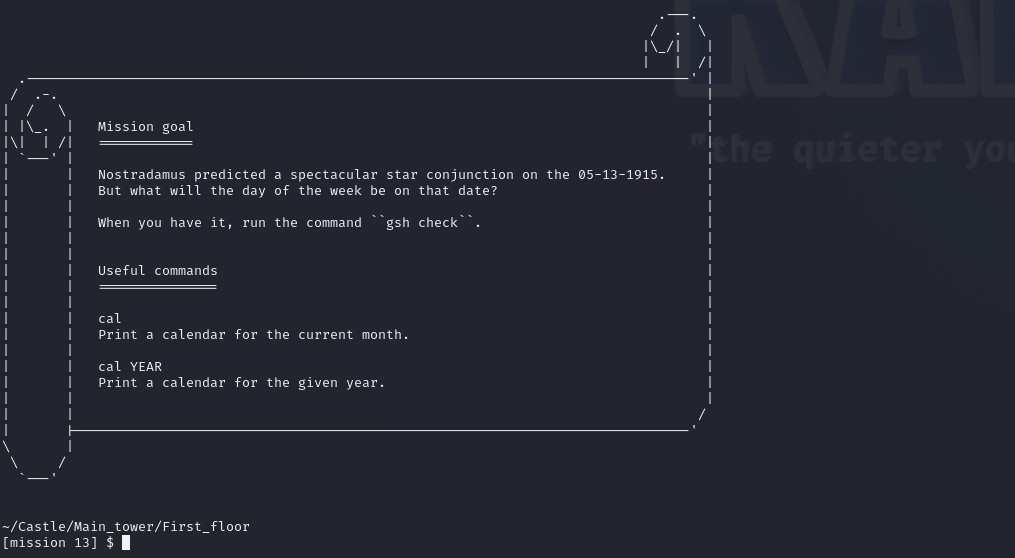 Mission goal
Nostradamus predicted a spectacular star conjunction on the 05-13-1915.
But what will the day of the week be on that date?
When you have it, run the command ``gsh check``.
Useful commands
cal
Print a calendar for the current month.
cal YEAR
Print a calendar for the given year.
~/Castle/Main_tower/First_floor
[mission 13] $
KA
"the quieter you